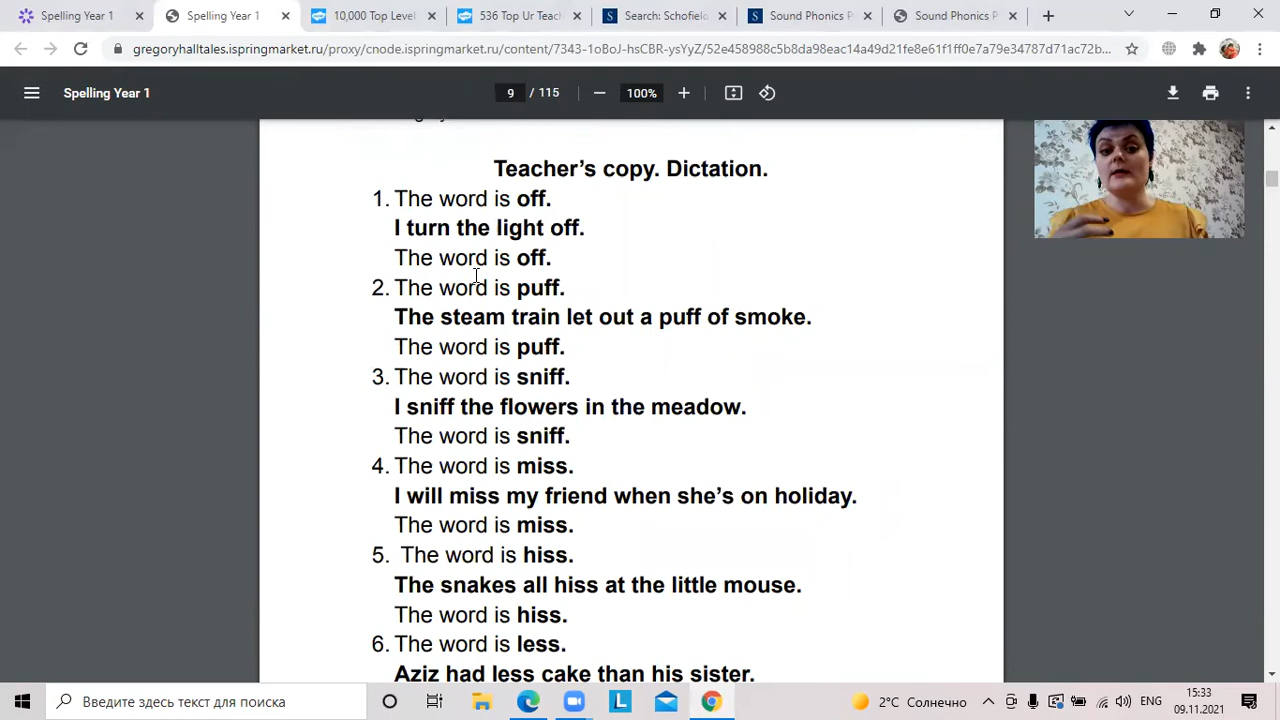 Spelling Year 1
Spelling Year 1
10,000 Top Level
536 Top Ur Teach
Search: Schofiel
Sound Phonics P
Sound Phonics P
gregoryhalltales.ispringmarket.ru/proxy/cnode.ispringmarket.ru/content/7343-1oBoJ-hsCBR-ysYyZ/52e458988c5b8da98eac14a49d21fe8e61f1ff0e7a79e34787d71ac72b...
Spelling Year 1
9 / 115
100%
Teacher's copy. Dictation.
1. The word is off.
I turn the light off.
The word is off.
2. The word is puff.
The steam train let out a puff of smoke.
The word is puff.
3. The word is sniff.
I sniff the flowers in the meadow.
The word is sniff.
4. The word is miss.
I will miss my friend when she's on holiday.
The word is miss.
5. The word is hiss.
The snakes all hiss at the little mouse.
The word is hiss.
6. The word is less.
Aziz had less cake than his sister.
Введите здесь текст для поиска
L
2°C Солнечно
ENG
15:33
09.11.2021